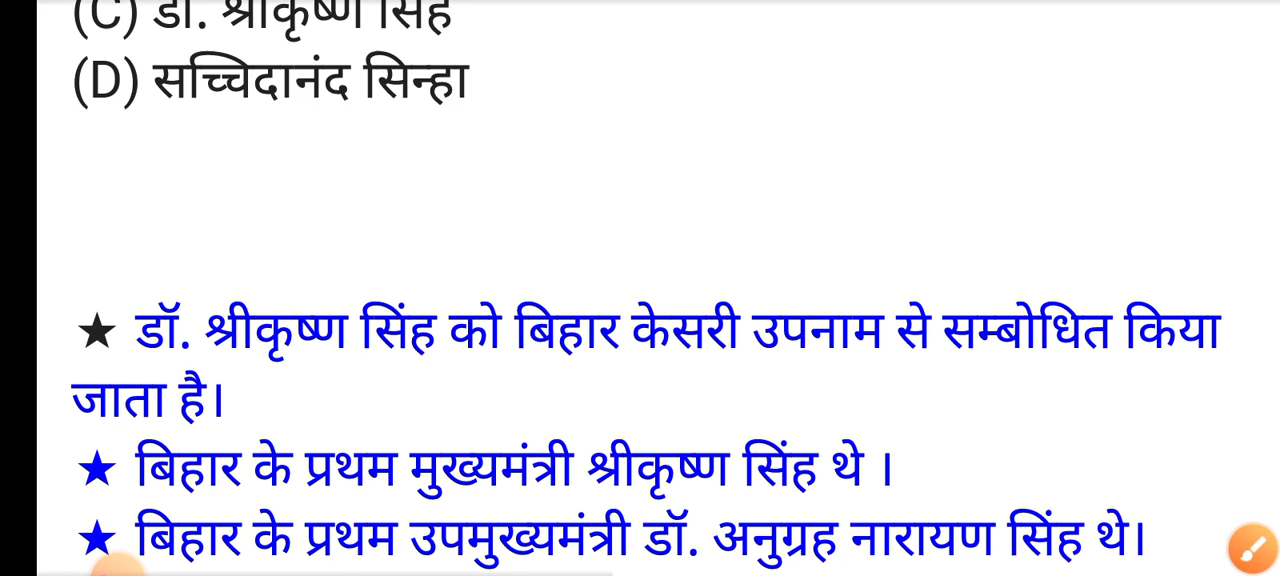 (C) डॉ. श्रीकृष्ण सिंह
(D) सच्चिदानंद सिन्हा
★ डॉ. श्रीकृष्ण सिंह को बिहार केसरी उपनाम से सम्बोधित किया
जाता है।
★ बिहार के प्रथम मुख्यमंत्री श्रीकृष्ण सिंह थे ।
★ बिहार के प्रथम उपमुख्यमंत्री डॉ. अनुग्रह नारायण सिंह थे।